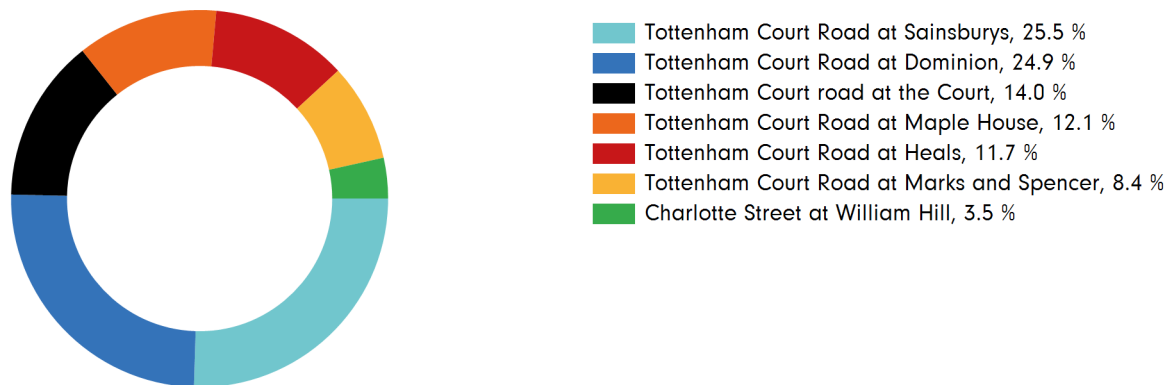 Tottenham Court Road at Sainsburys, 25.5 %
Tottenham Court Road at Dominion, 24.9 %
Tottenham Court road at the Court, 14.0 %
Tottenham Court Road at Maple House, 12.1 %
Tottenham Court Road at Heals, 11.7 %
Tottenham Court Road at Marks and Spencer, 8.4 %
Charlotte Street at William Hill, 3.5 %